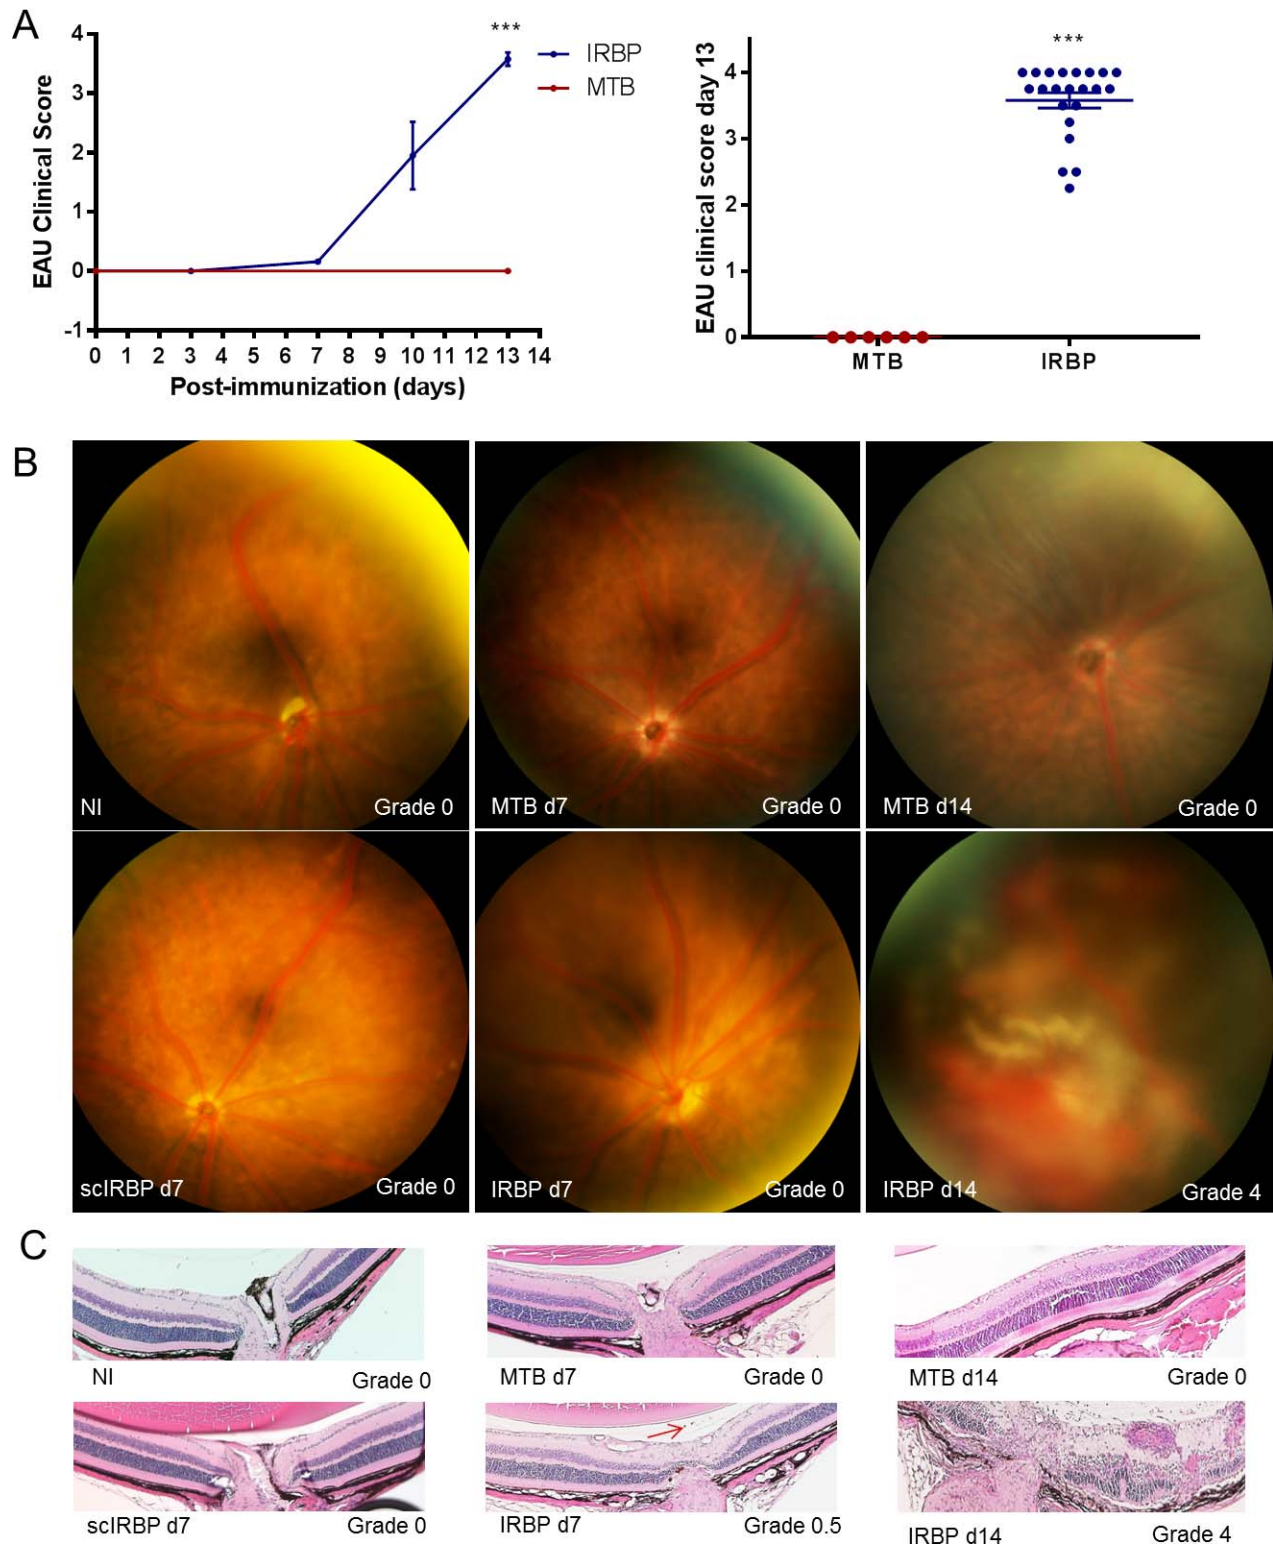 A
EAU Clinical Score
4
3
2
1
0
-1
0 1 2 3 4 5 6 7 8 9 10 11 12 13 14
Post-immunization (days)
***
IRBP
MTB
EAU clinical score day 13
4
3
2
1
0
***
MTB IRBP
B
NI Grade 0
MTB d7 Grade 0
MTB d14 Grade 0
scIRBP d7 Grade 0
IRBP d7 Grade 0
IRBP d14 Grade 4
C
NI Grade 0
MTB d7 Grade 0
MTB d14 Grade 0
scIRBP d7 Grade 0
IRBP d7 Grade 0.5
IRBP d14 Grade 4